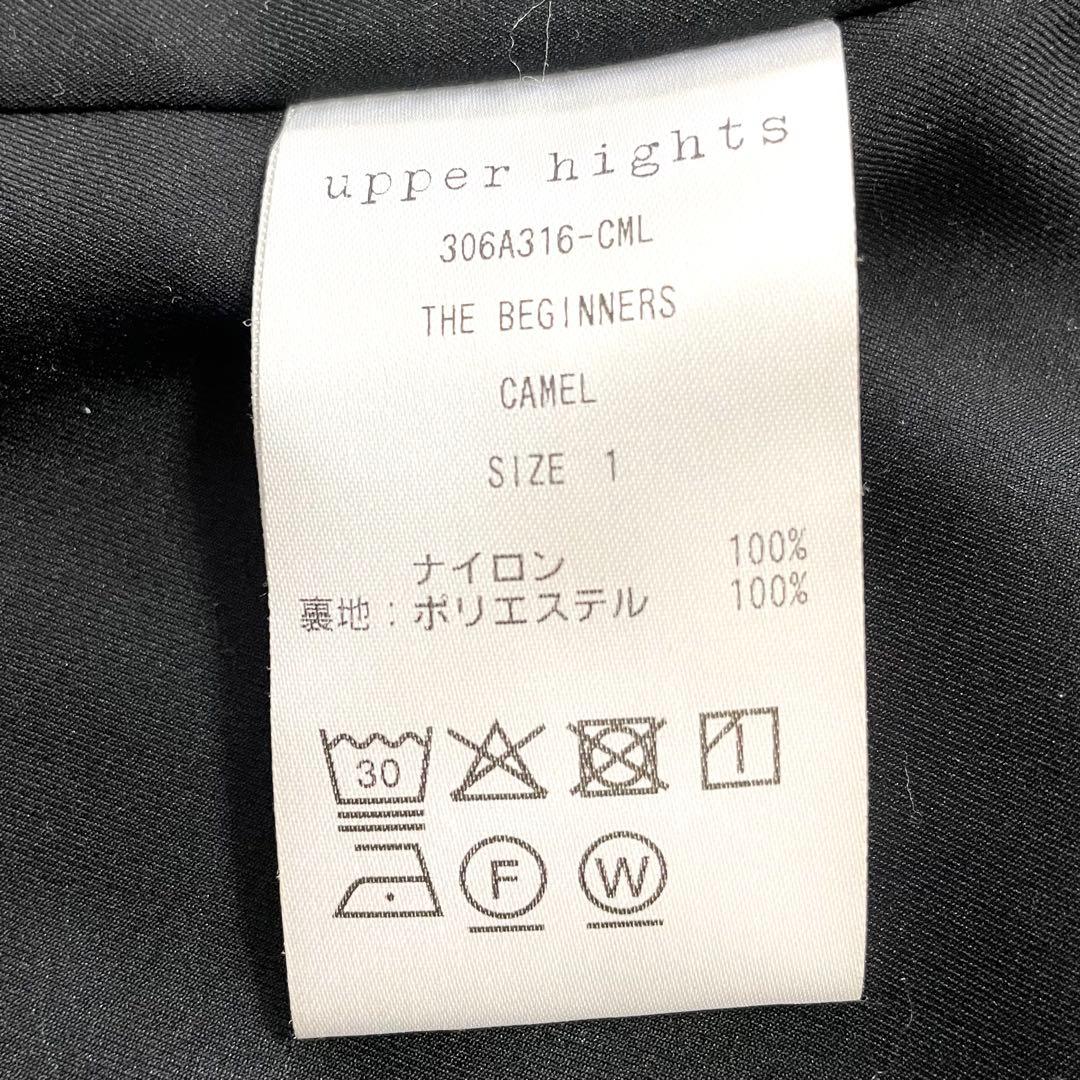 upper hights
306A316-CML
THE BEGINNERS
CAMEL
SIZE 1
ナイロン 100%
裏地:ポリエステル 100%
30
F W